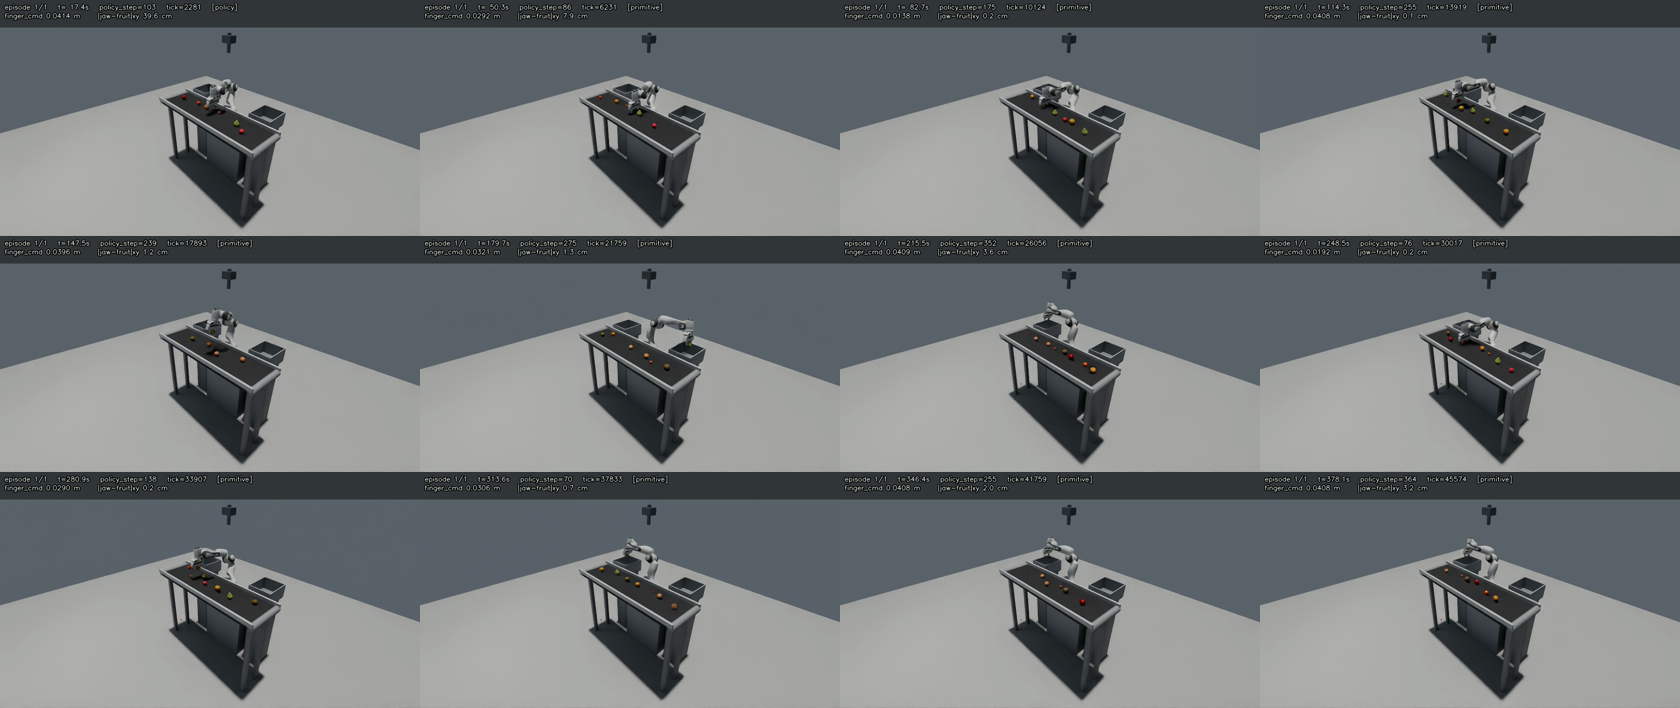 episode 1/1 t= 17.4s policy_step=103 tick=2281 [policy]
finger_cmd 0.0414 m |jaw-fruit|xy 39.6 cm
episode 1/1 t= 50.3s policy_step=86 tick=6231 [primitive]
finger_cmd 0.0292 m |jaw-fruit|xy 7.9 cm
episode 1/1 t= 82.7s policy_step=175 tick=10124 [primitive]
finger_cmd 0.0138 m |jaw-fruit|xy 0.2 cm
episode 1/1 t=114.3s policy_step=255 tick=13919 [primitive]
finger_cmd 0.0408 m |jaw-fruit|xy 0.1 cm
episode 1/1 t=147.5s policy_step=239 tick=17893 [primitive]
finger_cmd 0.0396 m |jaw-fruit|xy 1.2 cm
episode 1/1 t=179.7s policy_step=275 tick=21759 [primitive]
finger_cmd 0.0321 m |jaw-fruit|xy 1.3 cm
episode 1/1 t=215.5s policy_step=352 tick=26056 [primitive]
finger_cmd 0.0409 m |jaw-fruit|xy 3.6 cm
episode 1/1 t=248.5s policy_step=76 tick=30017 [primitive]
finger_cmd 0.0192 m |jaw-fruit|xy 0.2 cm
episode 1/1 t=280.9s policy_step=138 tick=33907 [primitive]
finger_cmd 0.0290 m |jaw-fruit|xy 0.2 cm
episode 1/1 t=313.6s policy_step=70 tick=37833 [primitive]
finger_cmd 0.0306 m |jaw-fruit|xy 0.7 cm
episode 1/1 t=346.4s policy_step=255 tick=41759 [primitive]
finger_cmd 0.0408 m |jaw-fruit|xy 2.0 cm
episode 1/1 t=378.1s policy_step=364 tick=45574 [primitive]
finger_cmd 0.0408 m |jaw-fruit|xy 3.2 cm